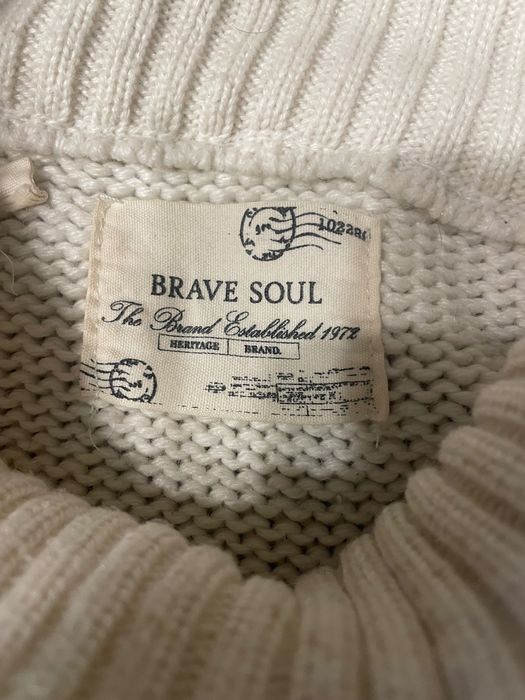 BRAVE SOUL
The Brand Established 1972
HERITAGE BRAND.